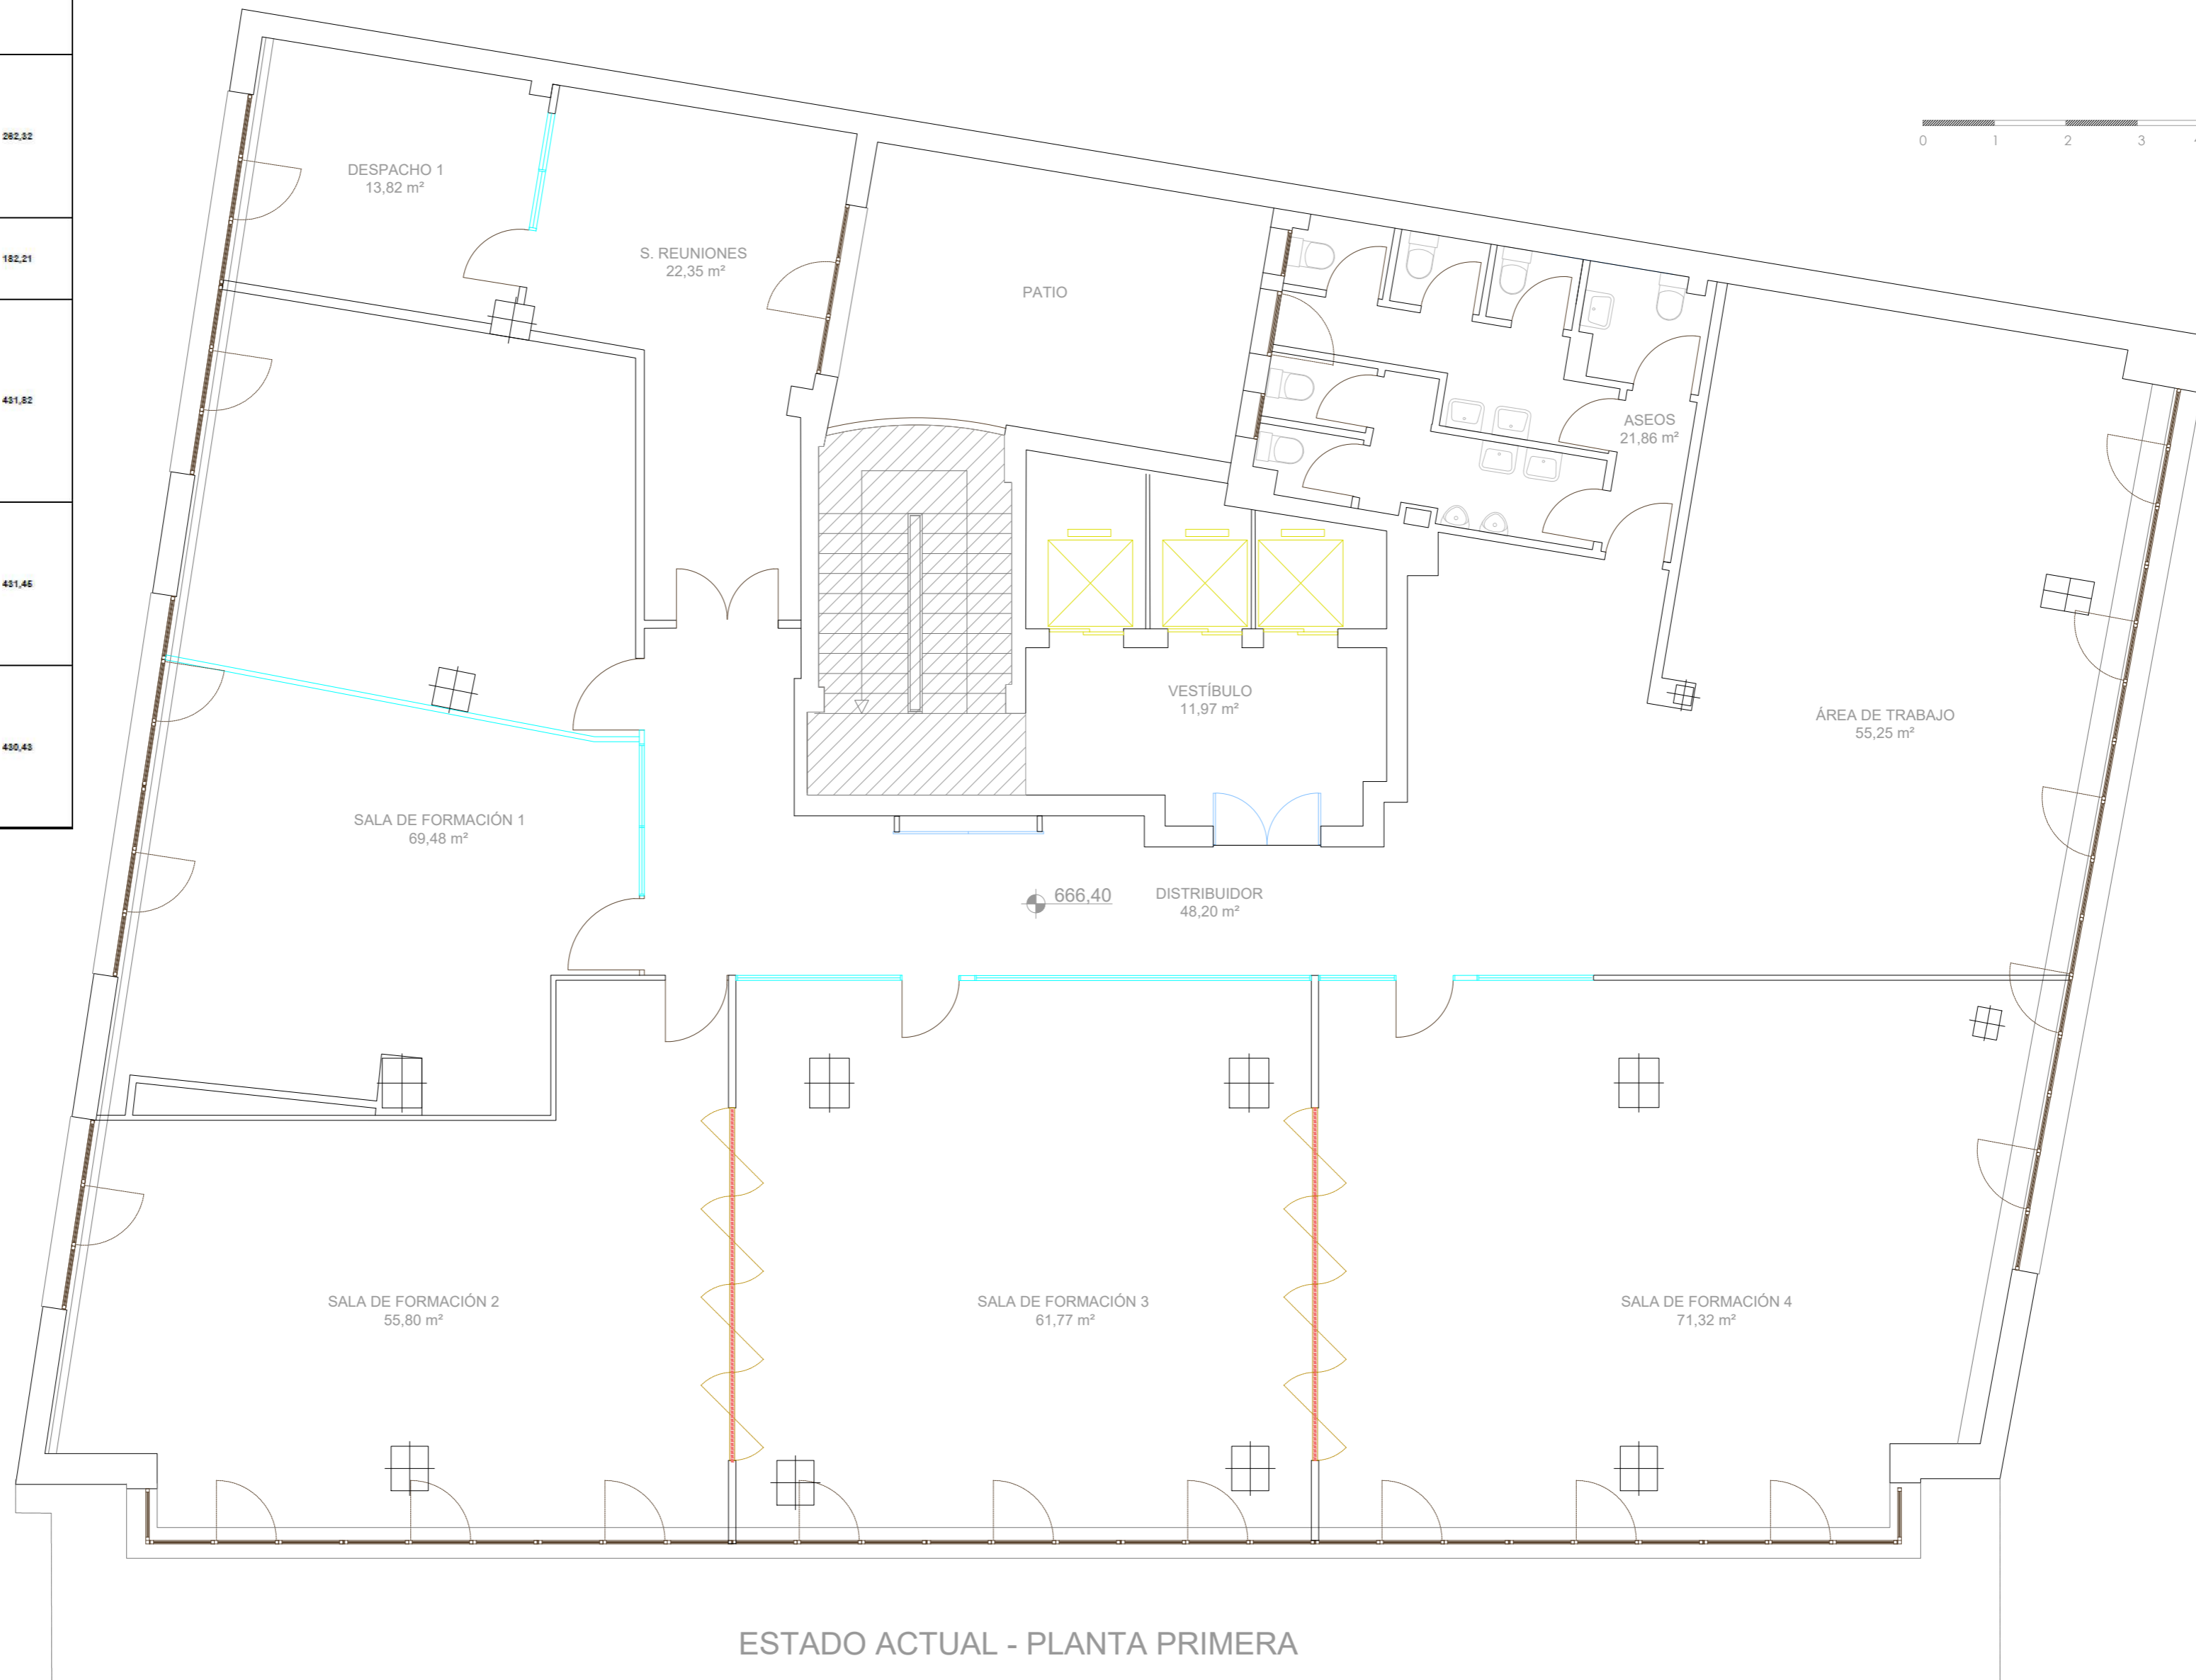 262,32
182,21
431,82
431,45
430,43
0 1 2 3
DESPACHO 1
13,82 m²
S. REUNIONES
22,35 m²
PATIO
ASEOS
21,86 m²
VESTÍBULO
11,97 m²
ÁREA DE TRABAJO
55,25 m²
SALA DE FORMACIÓN 1
69,48 m²
666,40
DISTRIBUIDOR
48,20 m²
SALA DE FORMACIÓN 2
55,80 m²
SALA DE FORMACIÓN 3
61,77 m²
SALA DE FORMACIÓN 4
71,32 m²
ESTADO ACTUAL - PLANTA PRIMERA